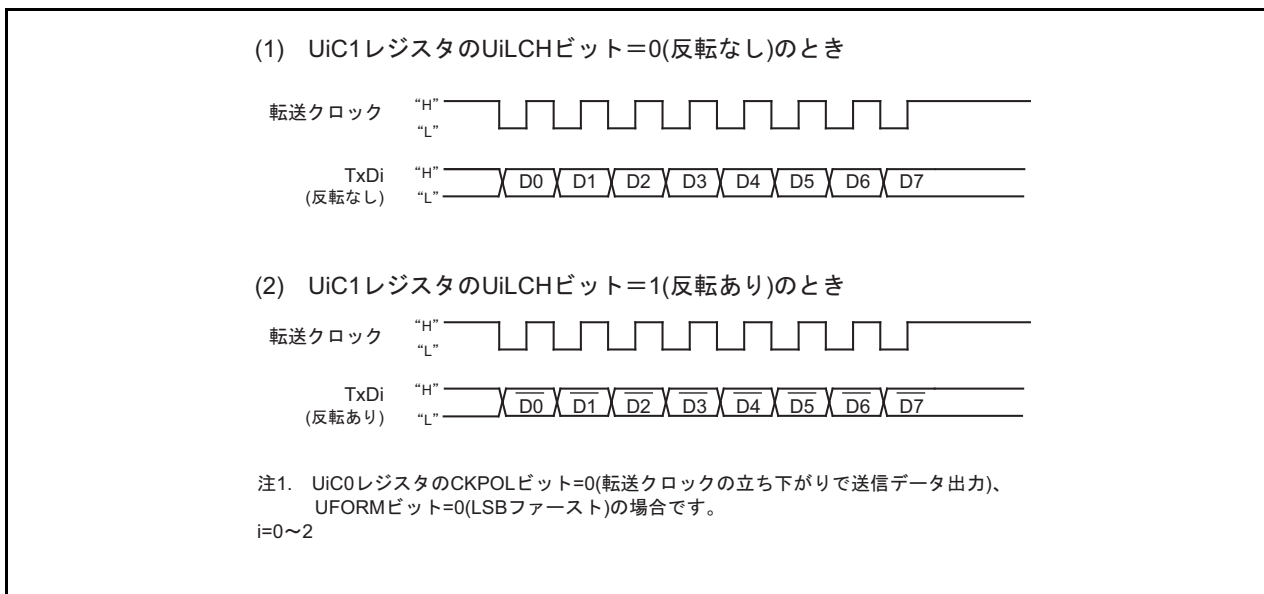 (1) UiC1レジスタのUiLCHビット＝0(反転なし)のとき
転送クロック “H” “L”
TxDi (反転なし) “H” “L” D0 D1 D2 D3 D4 D5 D6 D7
(2) UiC1レジスタのUiLCHビット＝1(反転あり)のとき
転送クロック “H” “L”
TxDi (反転あり) “H” “L” D0 D1 D2 D3 D4 D5 D6 D7
注1. UiC0レジスタのCKPOLビット=0(転送クロックの立ち下がりで送信データ出力)、
UFORMビット=0(LSBファースト)の場合です。
i=0～2